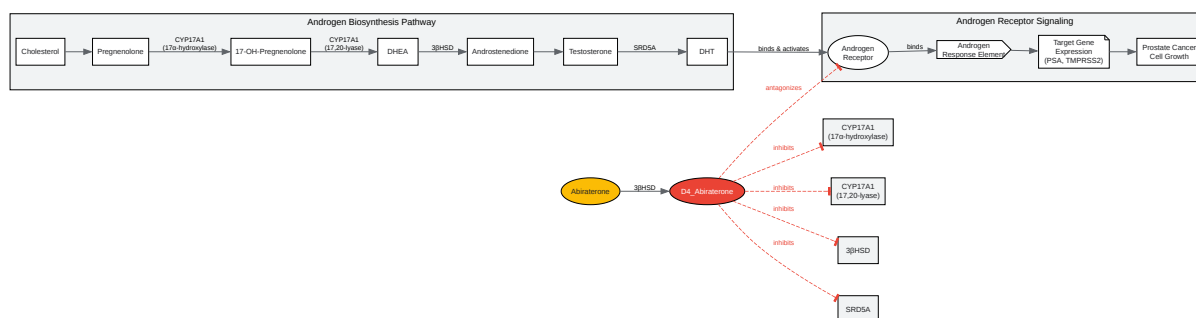 Androgen Biosynthesis Pathway
Androgen Receptor Signaling
Cholesterol
Pregnenolone
CYP17A1
(17α-hydroxylase)
17-OH-Pregnenolone
CYP17A1
(17,20-lyase)
DHEA
3βHSD
Androstenedione
Testosterone
SRD5A
DHT
binds & activates
Androgen
Receptor
binds
Androgen
Response Element
Target Gene
Expression
(PSA, TMPRSS2)
Prostate Cancer
Cell Growth
antagonizes
CYP17A1
(17α-hydroxylase)
inhibits
Abiraterone
3βHSD
D4_Abiraterone
inhibits
CYP17A1
(17,20-lyase)
inhibits
3βHSD
inhibits
SRD5A